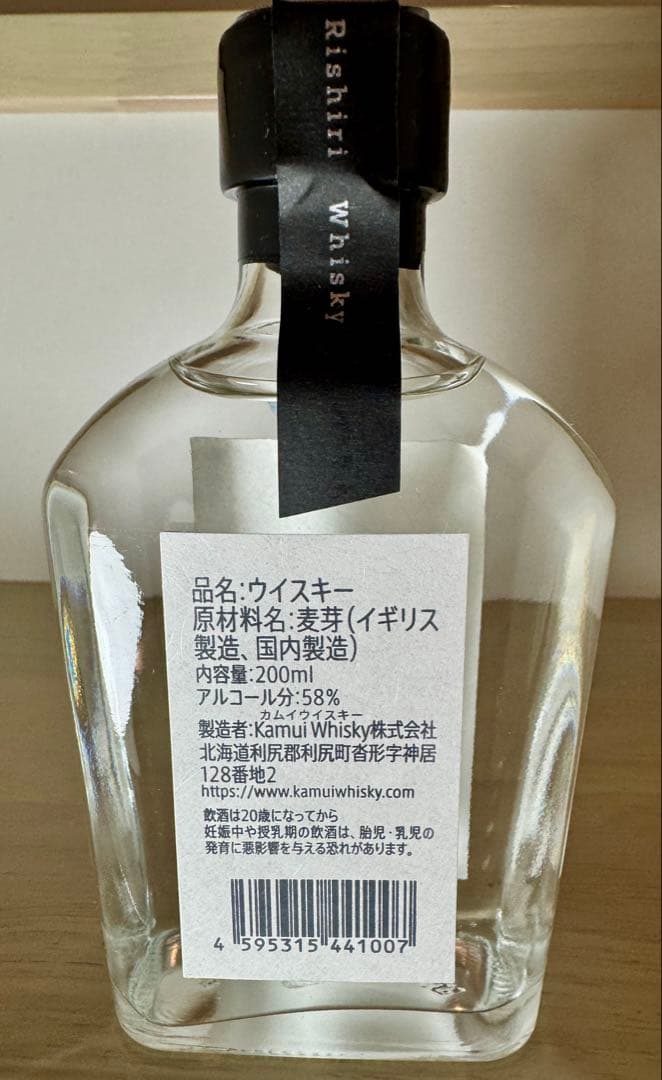 Rishiri Whisky
品名:ウイスキー
原材料名:麦芽(イギリス
製造、国内製造)
内容量:200ml
アルコール分:58%
カムイウイスキー
製造者:Kamui Whisky株式会社
北海道利尻郡利尻町沓形字神居
128番地2
https://www.kamuiwhisky.com
飲酒は20歳になってから
妊娠中や授乳期の飲酒は、胎児・乳児の
発育に悪影響を与える恐れがあります。
4 595315 441007